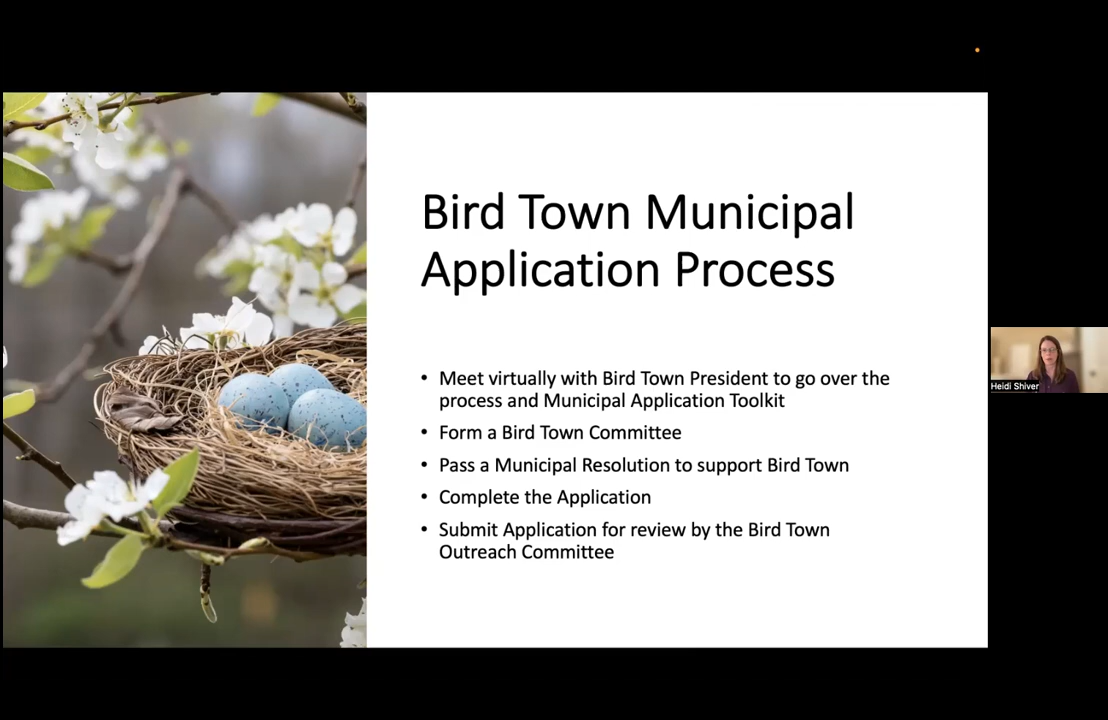 Bird Town Municipal
Application Process
• Meet virtually with Bird Town President to go over the
process and Municipal Application Toolkit
• Form a Bird Town Committee
• Pass a Municipal Resolution to support Bird Town
• Complete the Application
• Submit Application for review by the Bird Town
Outreach Committee
Heidi Shiver